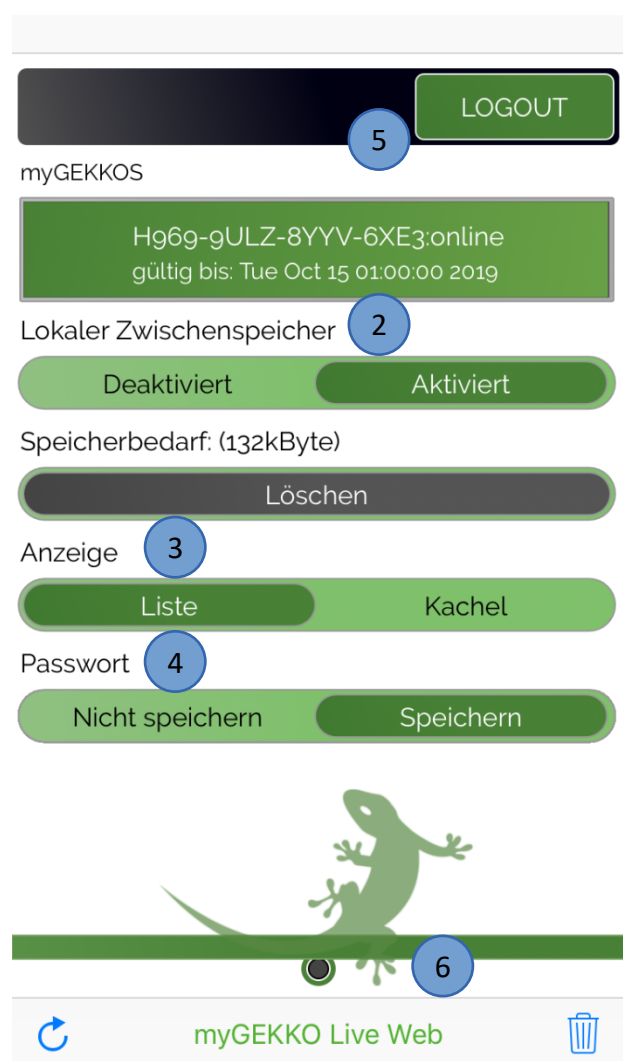 LOGOUT
5
myGEKKOS
H969-9ULZ-8YYV-6XE3:online
gültig bis: Tue Oct 15 01:00:00 2019
Lokaler Zwischenspeicher 2
Deaktiviert Aktiviert
Speicherbedarf: (132kByte)
Löschen
Anzeige 3
Liste Kachel
Passwort 4
Nicht speichern Speichern
6
myGEKKO Live Web